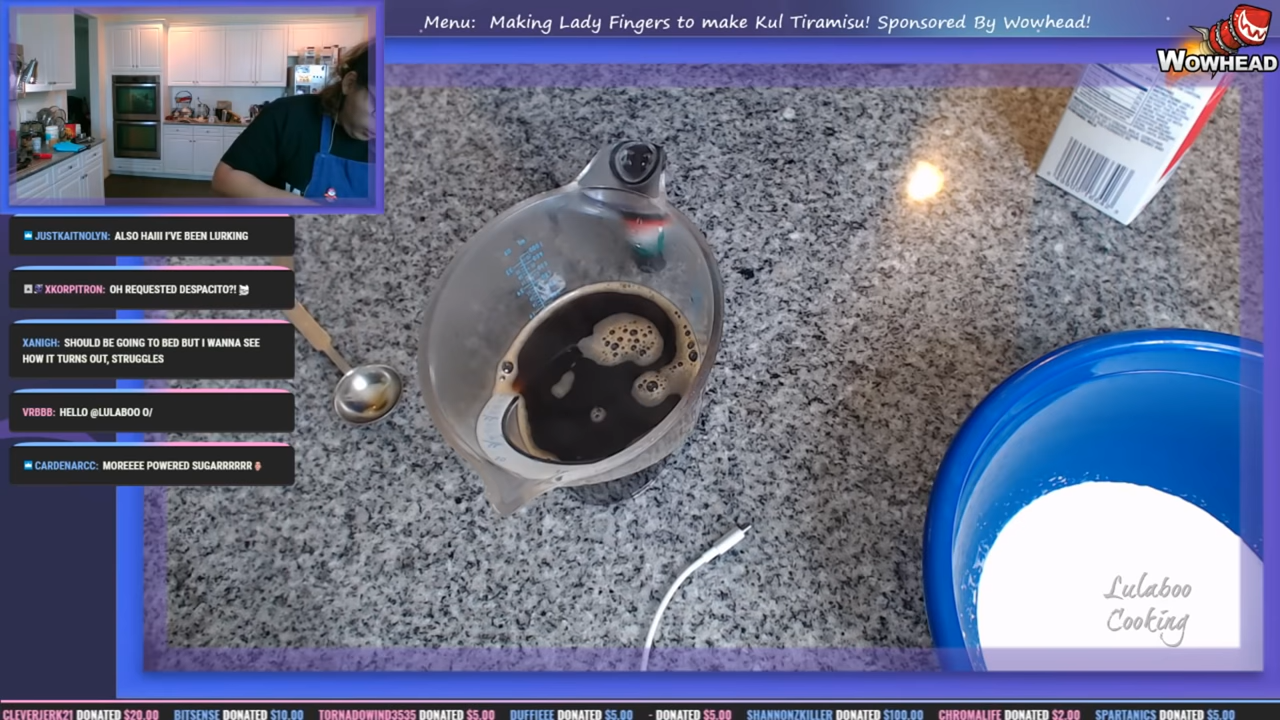 Menu: Making Lady Fingers to make Kul Tiramisu! Sponsored By Wowhead!
WOWHEAD
JUSTKAITNOLYN: ALSO HAIII I'VE BEEN LURKING
XKORPITRON: OH REQUESTED DESPACITO?!
XANIGH: SHOULD BE GOING TO BED BUT I WANNA SEE
HOW IT TURNS OUT, STRUGGLES
VRBBB: HELLO @LULABOO O/
CARDENARCC: MOREEEE POWERED SUGARRRRRR
Lulaboo
Cooking
CLEVERJERK21 DONATED $20.00 BITSENSE DONATED $10.00 TORNADOWIND3535 DONATED $5.00 DUFFIEEE DONATED $5.00 - DONATED $5.00 SHANNONZKILLER DONATED $100.00 CHROMALIFE DONATED $2.00 SPARTANICS DONATED $5.00